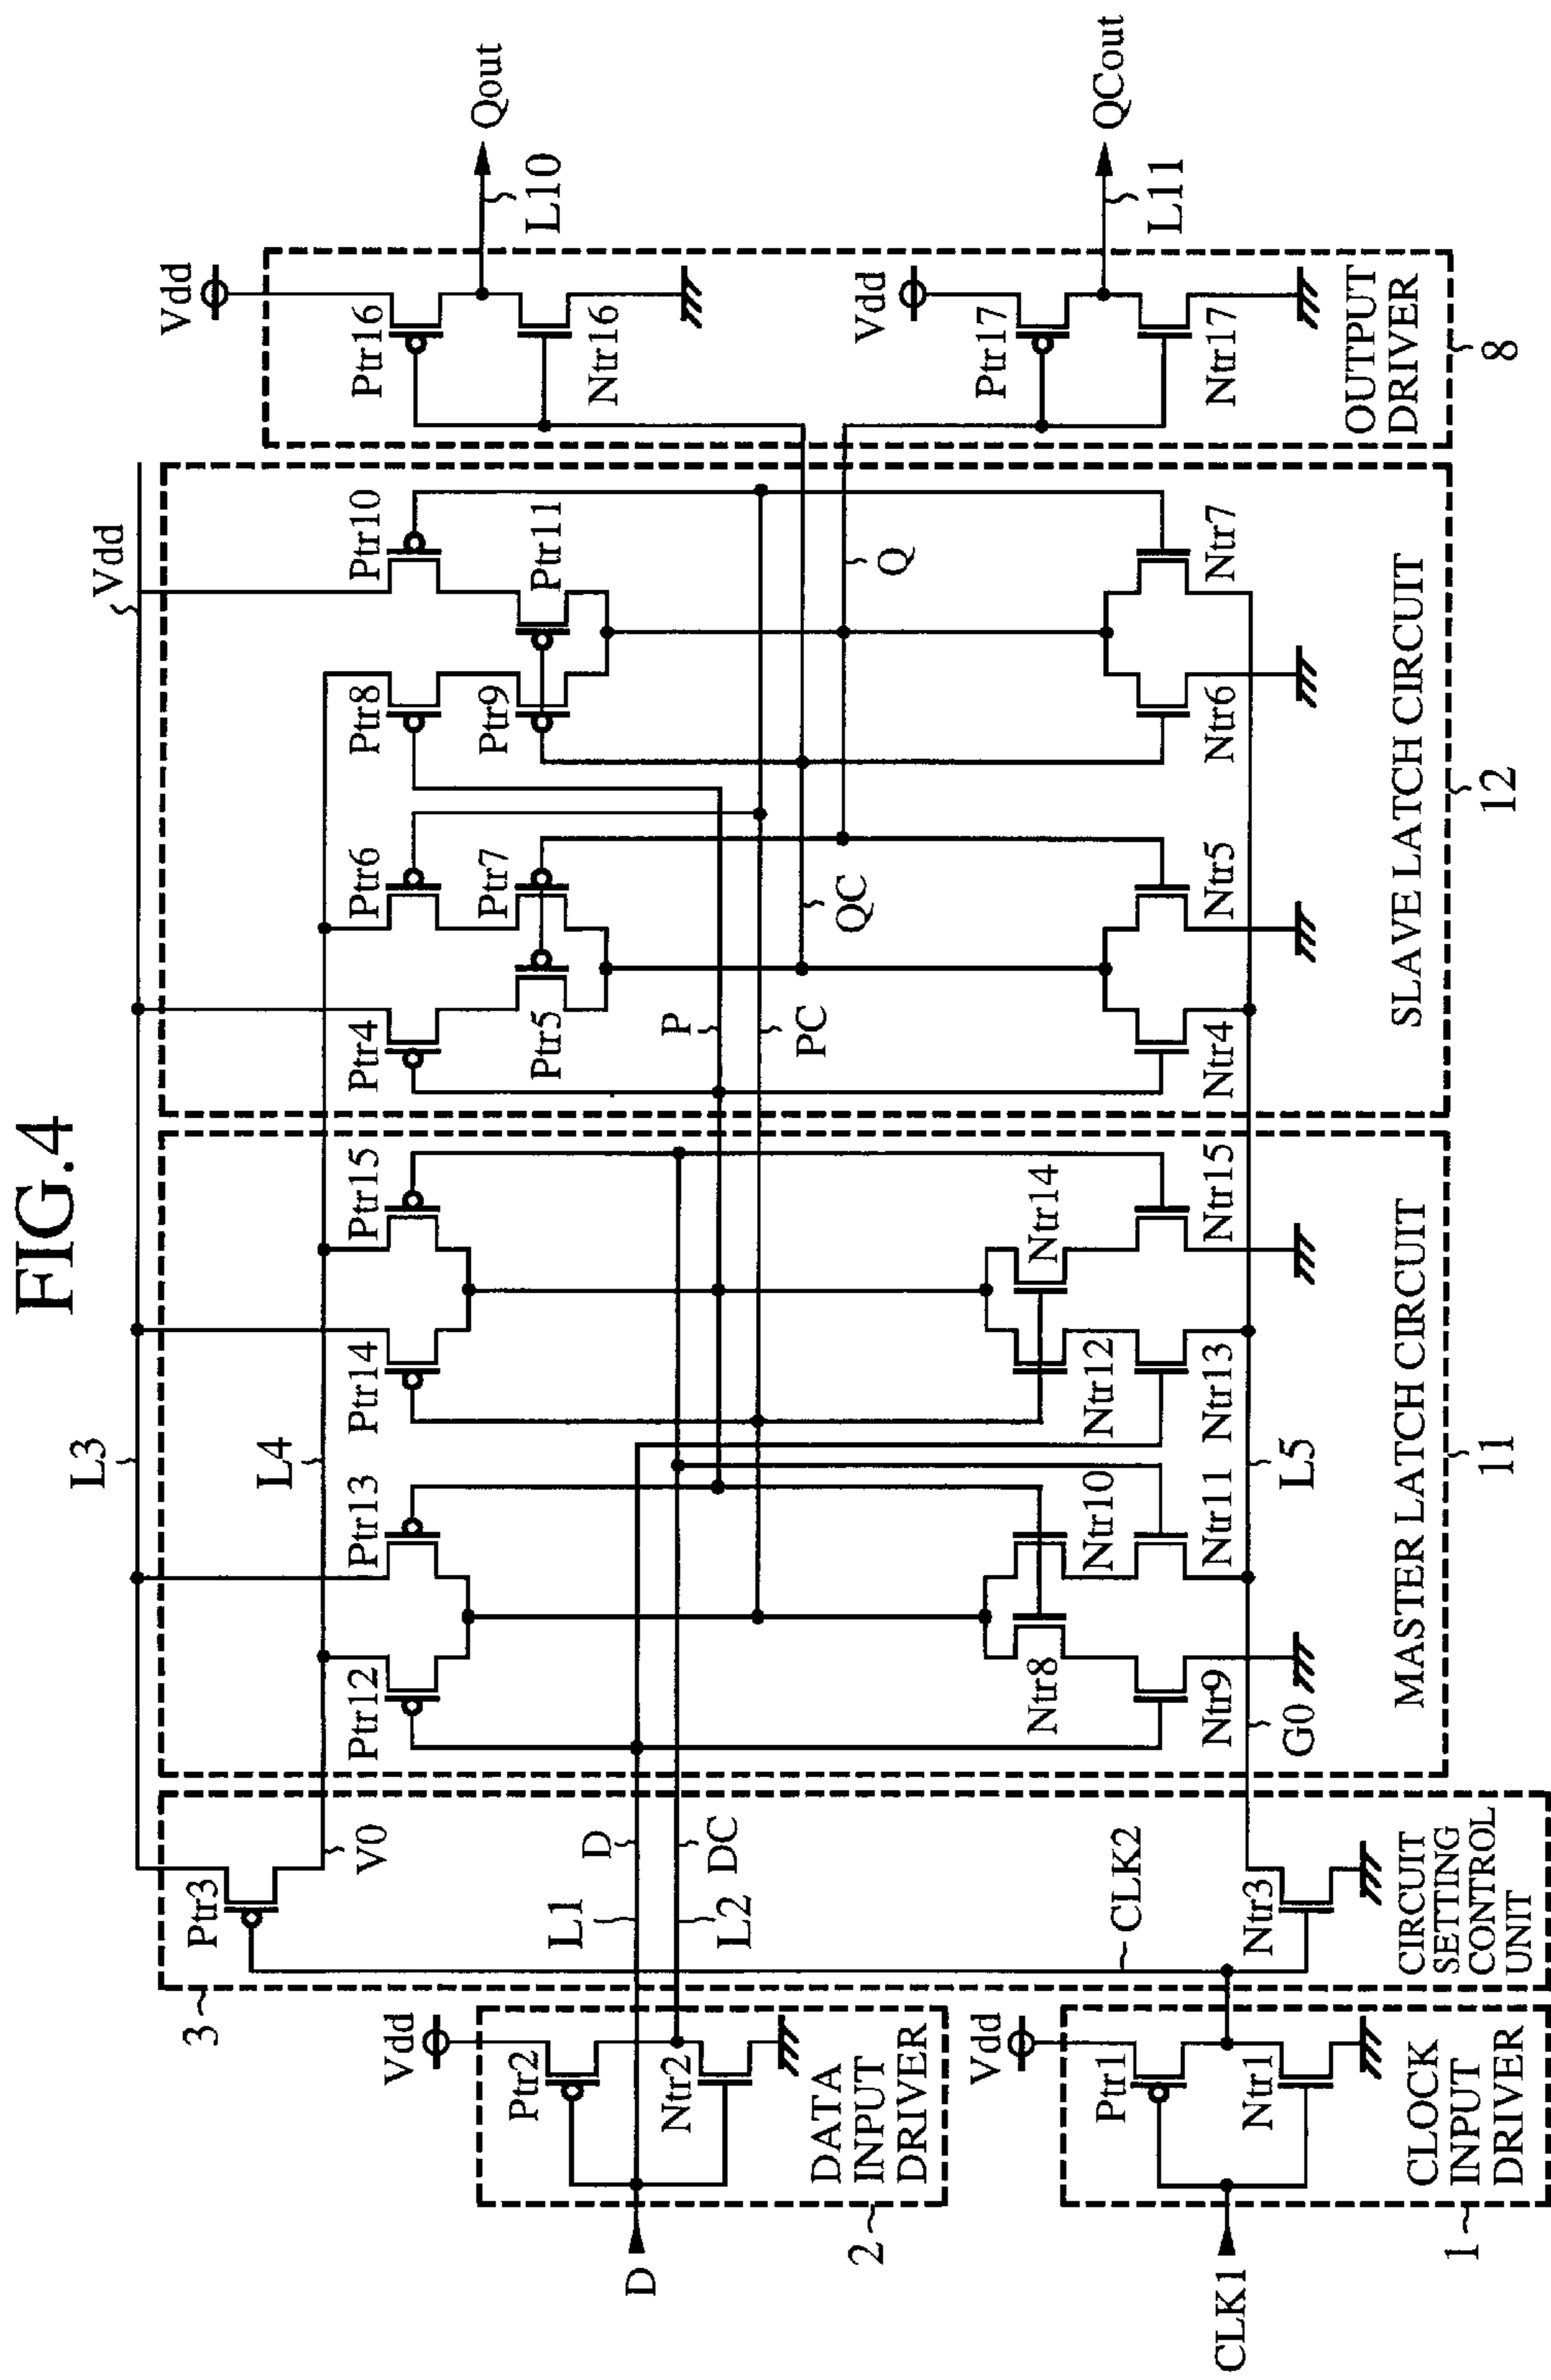 FIG.4
Vdd
L3
L4
V0
Ptr3
3
CLK2
Ntr3
CIRCUIT
SETTING
CONTROL
UNIT
Vdd
Ptr2
Ntr2
DATA
INPUT
DRIVER
2
D
L1
D
L2
DC
Vdd
Ptr1
Ntr1
CLOCK
INPUT
DRIVER
1
CLK1
Ptr12
Ptr13
Ptr14
Ptr15
Ntr8
Ntr10
Ntr12
Ntr14
Ntr9
Ntr11
Ntr13
Ntr15
G0
L5
MASTER LATCH CIRCUIT
11
Ptr4
Ptr6
Ptr8
Ptr10
Ptr5
Ptr7
Ptr9
Ptr11
P
PC
QC
Q
Ntr4
Ntr5
Ntr6
Ntr7
SLAVE LATCH CIRCUIT
12
Vdd
Ptr16
Ntr16
Qout
L10
Vdd
Ptr17
Ntr17
QCout
L11
OUTPUT
DRIVER
8